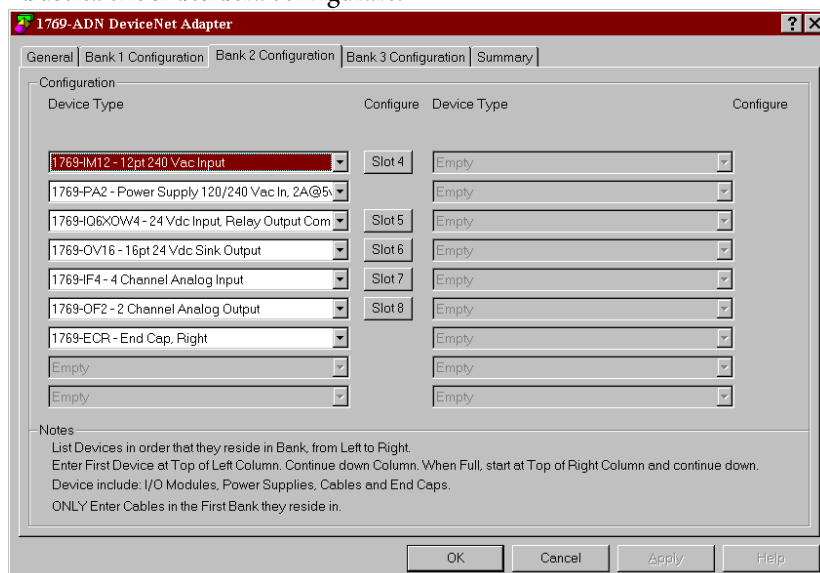 1769-ADN DeviceNet Adapter
General Bank 1 Configuration Bank 2 Configuration Bank 3 Configuration Summary
Configuration
Device Type Configure Device Type Configure
1769-IM12 - 12pt 240 Vac Input Slot 4 Empty
1769-PA2 - Power Supply 120/240 Vac In, 2A@5v Empty
1769-IQ6XOW4 - 24 Vdc Input, Relay Output Com Slot 5 Empty
1769-OV16 - 16pt 24 Vdc Sink Output Slot 6 Empty
1769-IF4 - 4 Channel Analog Input Slot 7 Empty
1769-OF2 - 2 Channel Analog Output Slot 8 Empty
1769-ECR - End Cap, Right Empty
Empty Empty
Empty Empty
Notes
List Devices in order that they reside in Bank, from Left to Right.
Enter First Device at Top of Left Column. Continue down Column. When Full, start at Top of Right Column and continue down.
Device include: I/O Modules, Power Supplies, Cables and End Caps.
ONLY Enter Cables in the First Bank they reside in.
OK Cancel Apply Help